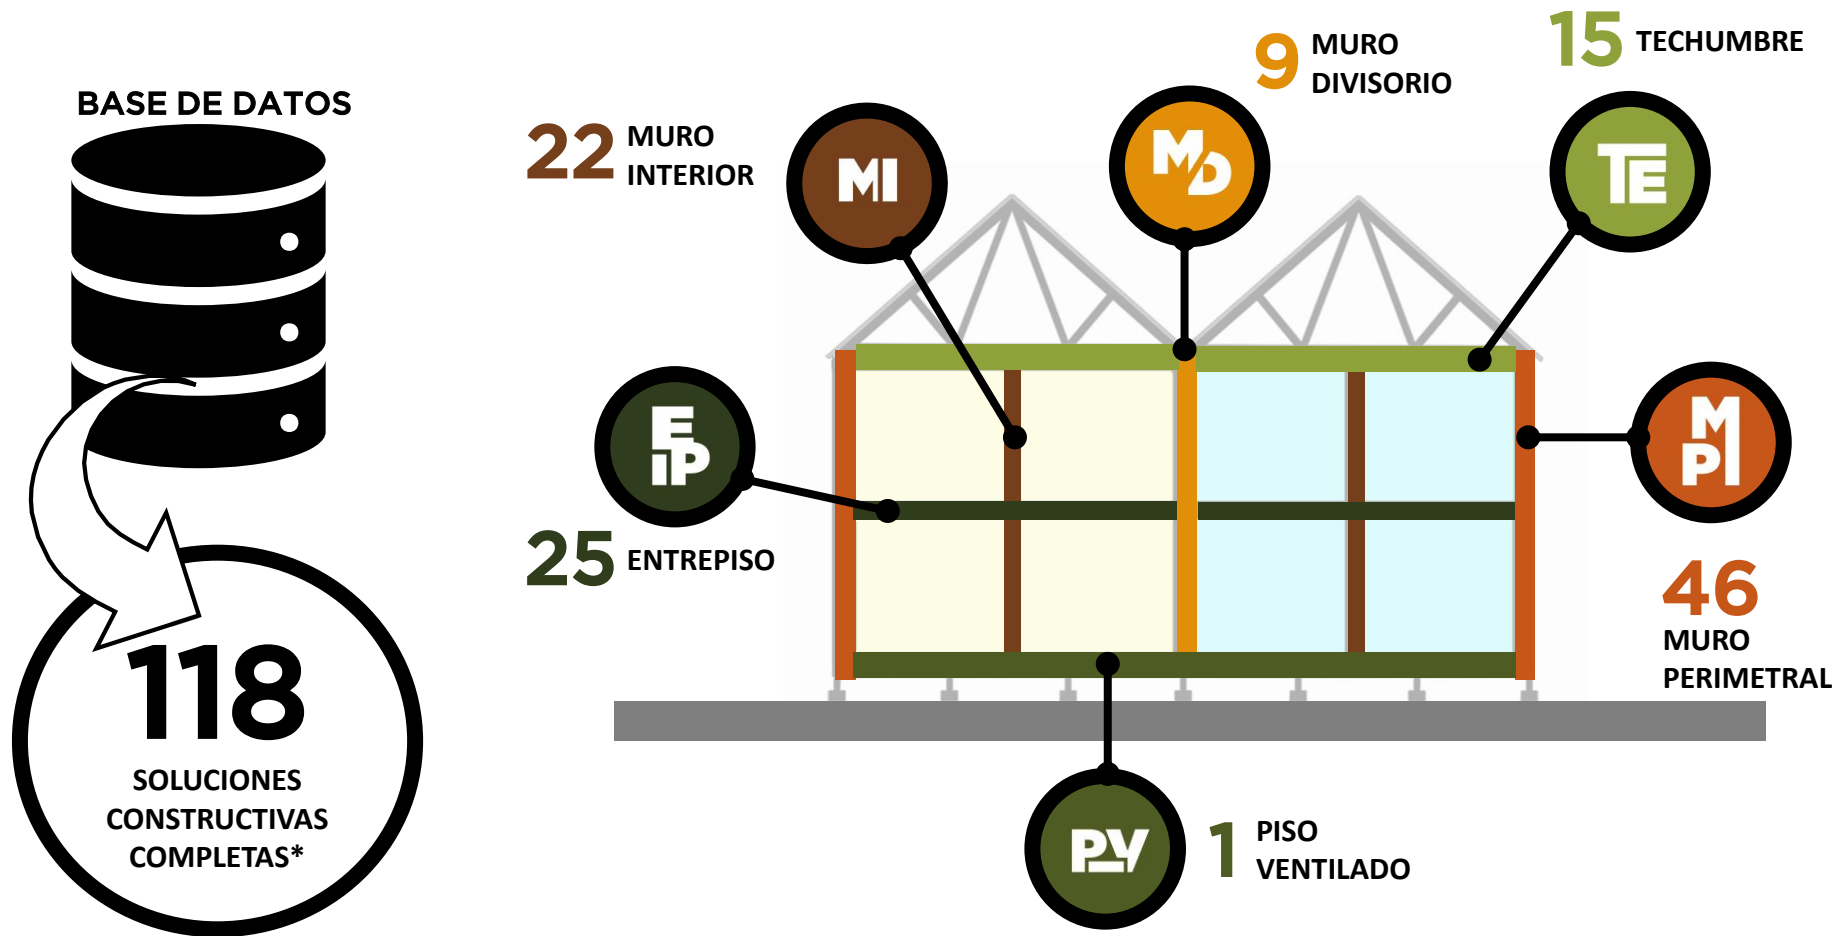 BASE DE DATOS
118
SOLUCIONES
CONSTRUCTIVAS
COMPLETAS*
22 MURO
INTERIOR
MI
9 MURO
DIVISORIO
MD
15 TECHUMBRE
TE
EIP
25 ENTREPISO
MP
46
MURO
PERIMETRAL
PV
1 PISO
VENTILADO